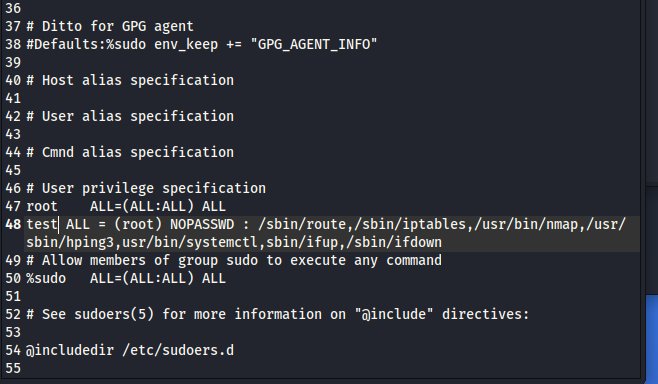 36
37 # Ditto for GPG agent
38 #Defaults:%sudo env_keep += "GPG_AGENT_INFO"
39
40 # Host alias specification
41
42 # User alias specification
43
44 # Cmnd alias specification
45
46 # User privilege specification
47 root    ALL=(ALL:ALL) ALL
48 test ALL = (root) NOPASSWD : /sbin/route,/sbin/iptables,/usr/bin/nmap,/usr/
sbin/hping3,usr/bin/systemctl,sbin/ifup,/sbin/ifdown
49 # Allow members of group sudo to execute any command
50 %sudo   ALL=(ALL:ALL) ALL
51
52 # See sudoers(5) for more information on "@include" directives:
53
54 @includedir /etc/sudoers.d
55